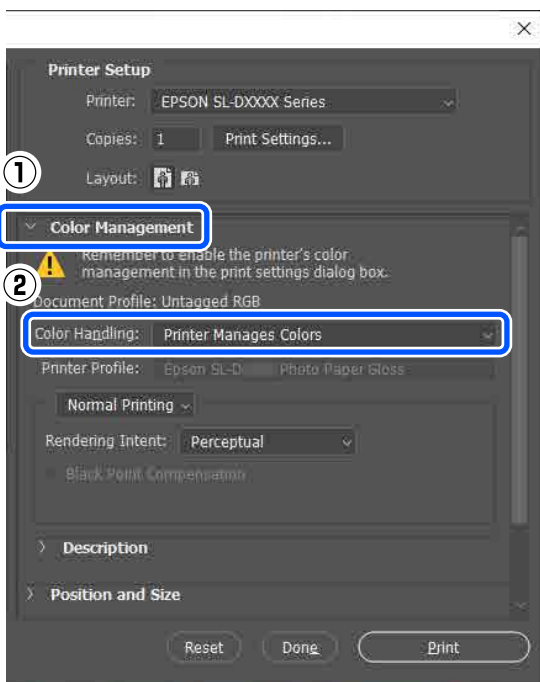 Printer Setup
Printer: EPSON SL-DXXXX Series
Copies: 1 Print Settings...
Layout:
①
Color Management
Remember to enable the printer's color
management in the print settings dialog box.
②
Document Profile: Untagged RGB
Color Handling: Printer Manages Colors
Printer Profile: Epson SL-D Photo Paper Gloss
Normal Printing
Rendering Intent: Perceptual
Black Point Compensation
Description
Position and Size
Reset Done Print